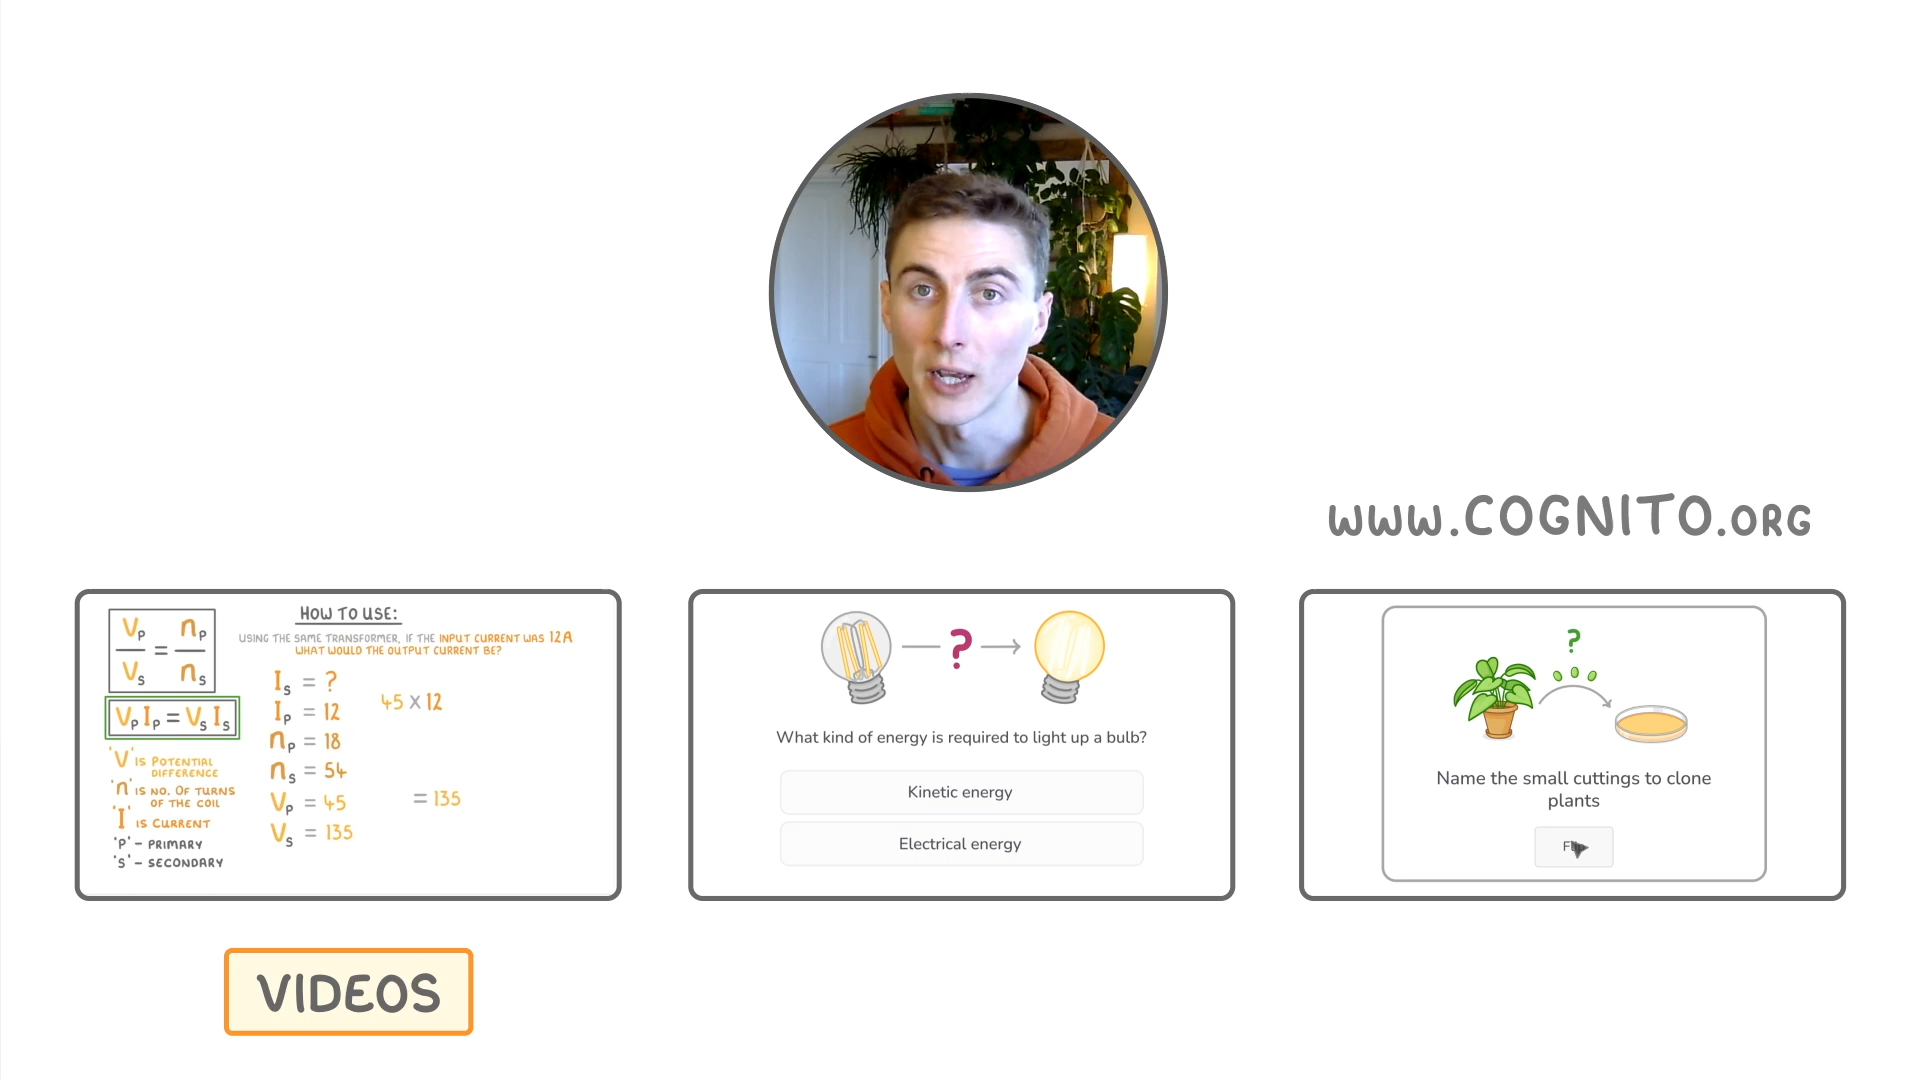 www.COGNITO.ORG
Vp / Vs = np / ns
Vp Ip = Vs Is
'V' IS POTENTIAL
DIFFERENCE
'n' IS NO. OF TURNS
OF THE COIL
'I' IS CURRENT
'P' - PRIMARY
'S' - SECONDARY
HOW TO USE:
USING THE SAME TRANSFORMER, IF THE INPUT CURRENT WAS 12A
WHAT WOULD THE OUTPUT CURRENT BE?
Is = ?
Ip = 12
np = 18
ns = 54
Vp = 45
Vs = 135
45 x 12
= 135
?
What kind of energy is required to light up a bulb?
Kinetic energy
Electrical energy
?
Name the small cuttings to clone
plants
VIDEOS